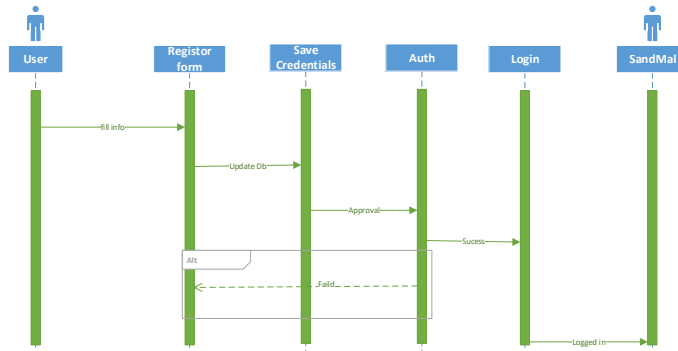 User
Registor
form
Save
Credentials
Auth
Login
SandMal
fill info
Update Db
Approval
Sucess
Alt
Faild
Logged in